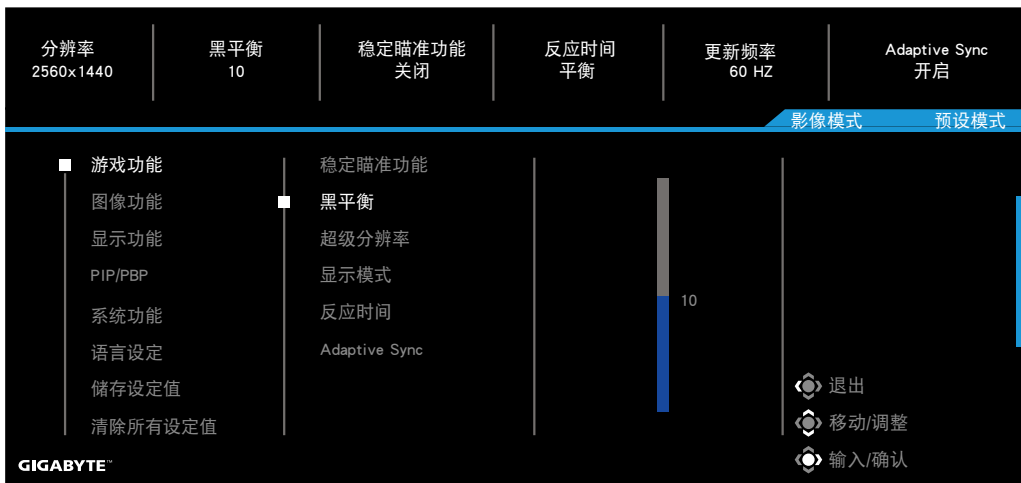 分辨率
2560x1440
黑平衡
10
稳定瞄准功能
关闭
反应时间
平衡
更新频率
60 HZ
Adaptive Sync
开启
影像模式 预设模式
游戏功能
图像功能
显示功能
PIP/PBP
系统功能
语言设定
储存设定值
清除所有设定值
稳定瞄准功能
黑平衡
超级分辨率
显示模式
反应时间
Adaptive Sync
10
退出
移动/调整
输入/确认
GIGABYTE™